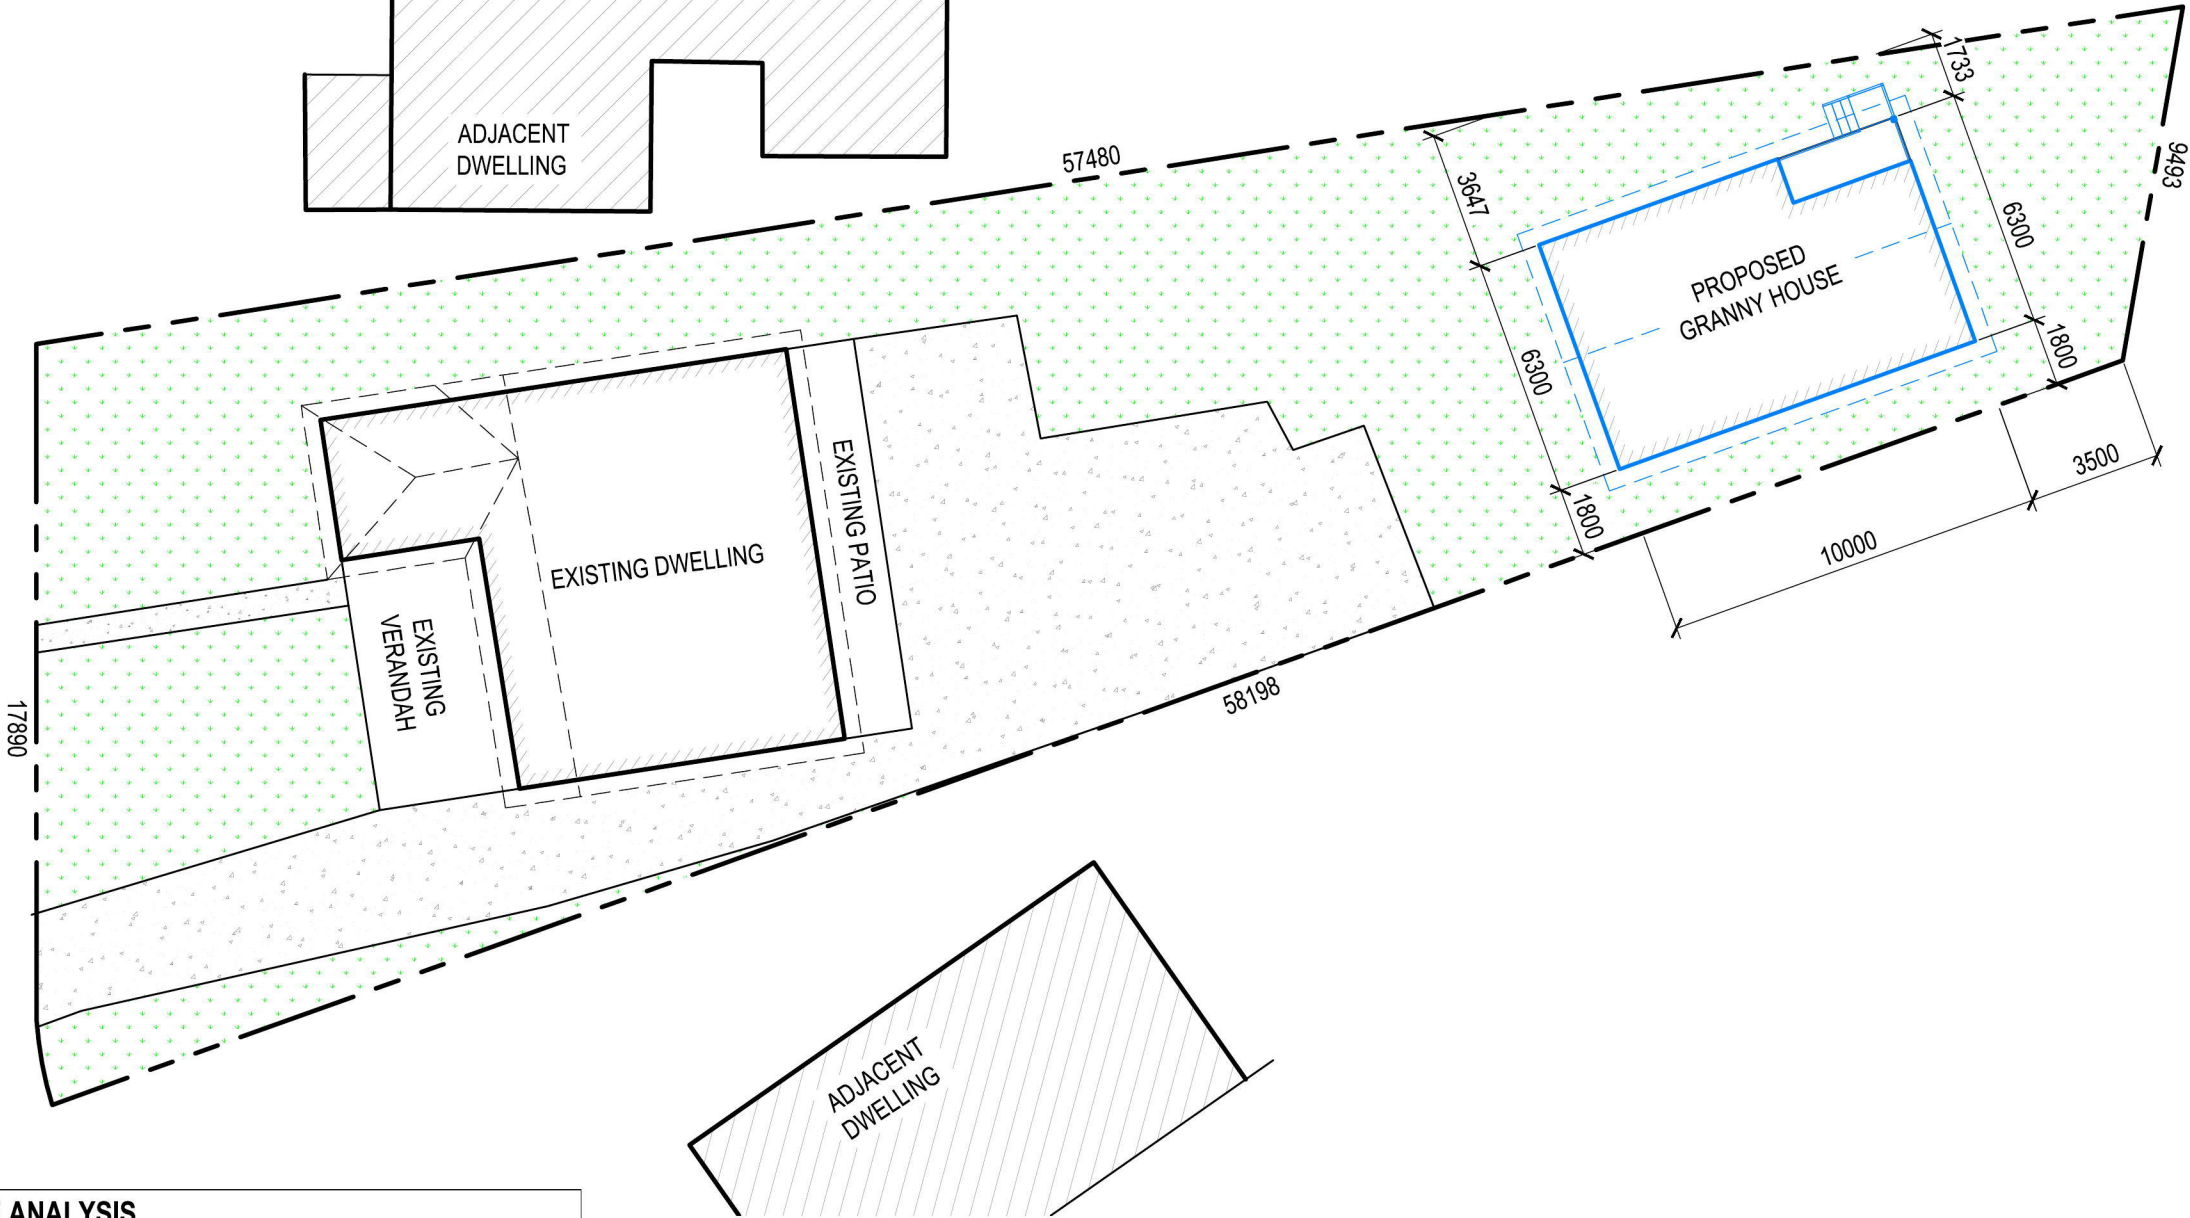 ADJACENT
DWELLING
57480
1733
9493
3647
6300
PROPOSED
GRANNY HOUSE
6300
1800
1800
3500
10000
EXISTING PATIO
EXISTING DWELLING
EXISTING
VERANDAH
17890
58198
ADJACENT
DWELLING
ANALYSIS